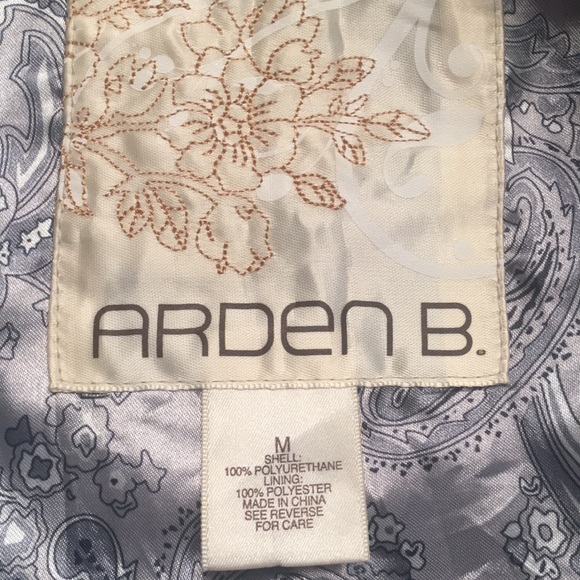 ARDEN B.
M
SHELL:
100% POLYURETHANE
LINING:
100% POLYESTER
MADE IN CHINA
SEE REVERSE
FOR CARE